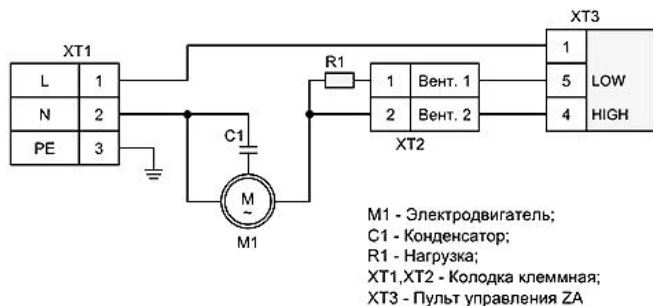 XT3
XT1
1
L 1
R1
1 Вент. 1
5 LOW
N 2
2 Вент. 2
4 HIGH
C1
XT2
PE 3
M
~
M1
M1 - Электродвигатель;
C1 - Конденсатор;
R1 - Нагрузка;
XT1,XT2 - Колодка клеммная;
XT3 - Пульт управления ZA